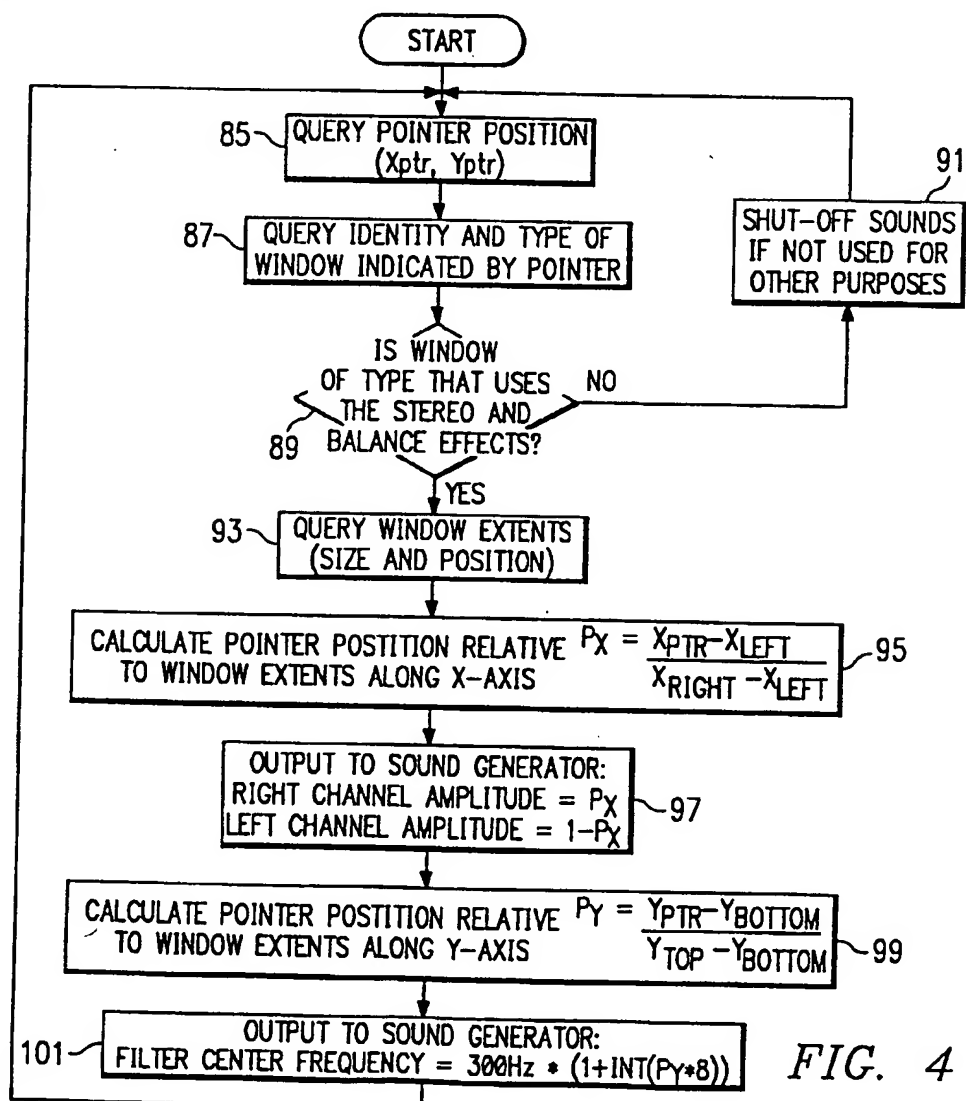 START
85
QUERY POINTER POSITION
(Xptr, Yptr)
87
QUERY IDENTITY AND TYPE OF
WINDOW INDICATED BY POINTER
91
SHUT-OFF SOUNDS
IF NOT USED FOR
OTHER PURPOSES
IS WINDOW
OF TYPE THAT USES
THE STEREO AND
BALANCE EFFECTS?
89
NO
YES
93
QUERY WINDOW EXTENTS
(SIZE AND POSITION)
CALCULATE POINTER POSTITION RELATIVE
TO WINDOW EXTENTS ALONG X-AXIS
PX = XPTR-XLEFT
XRIGHT -XLEFT
95
OUTPUT TO SOUND GENERATOR:
RIGHT CHANNEL AMPLITUDE = PX
LEFT CHANNEL AMPLITUDE = 1-PX
97
CALCULATE POINTER POSTITION RELATIVE
TO WINDOW EXTENTS ALONG Y-AXIS
PY = YPTR-YBOTTOM
YTOP -YBOTTOM
99
101
OUTPUT TO SOUND GENERATOR:
FILTER CENTER FREQUENCY = 300Hz * (1+INT(PY*8))
FIG. 4